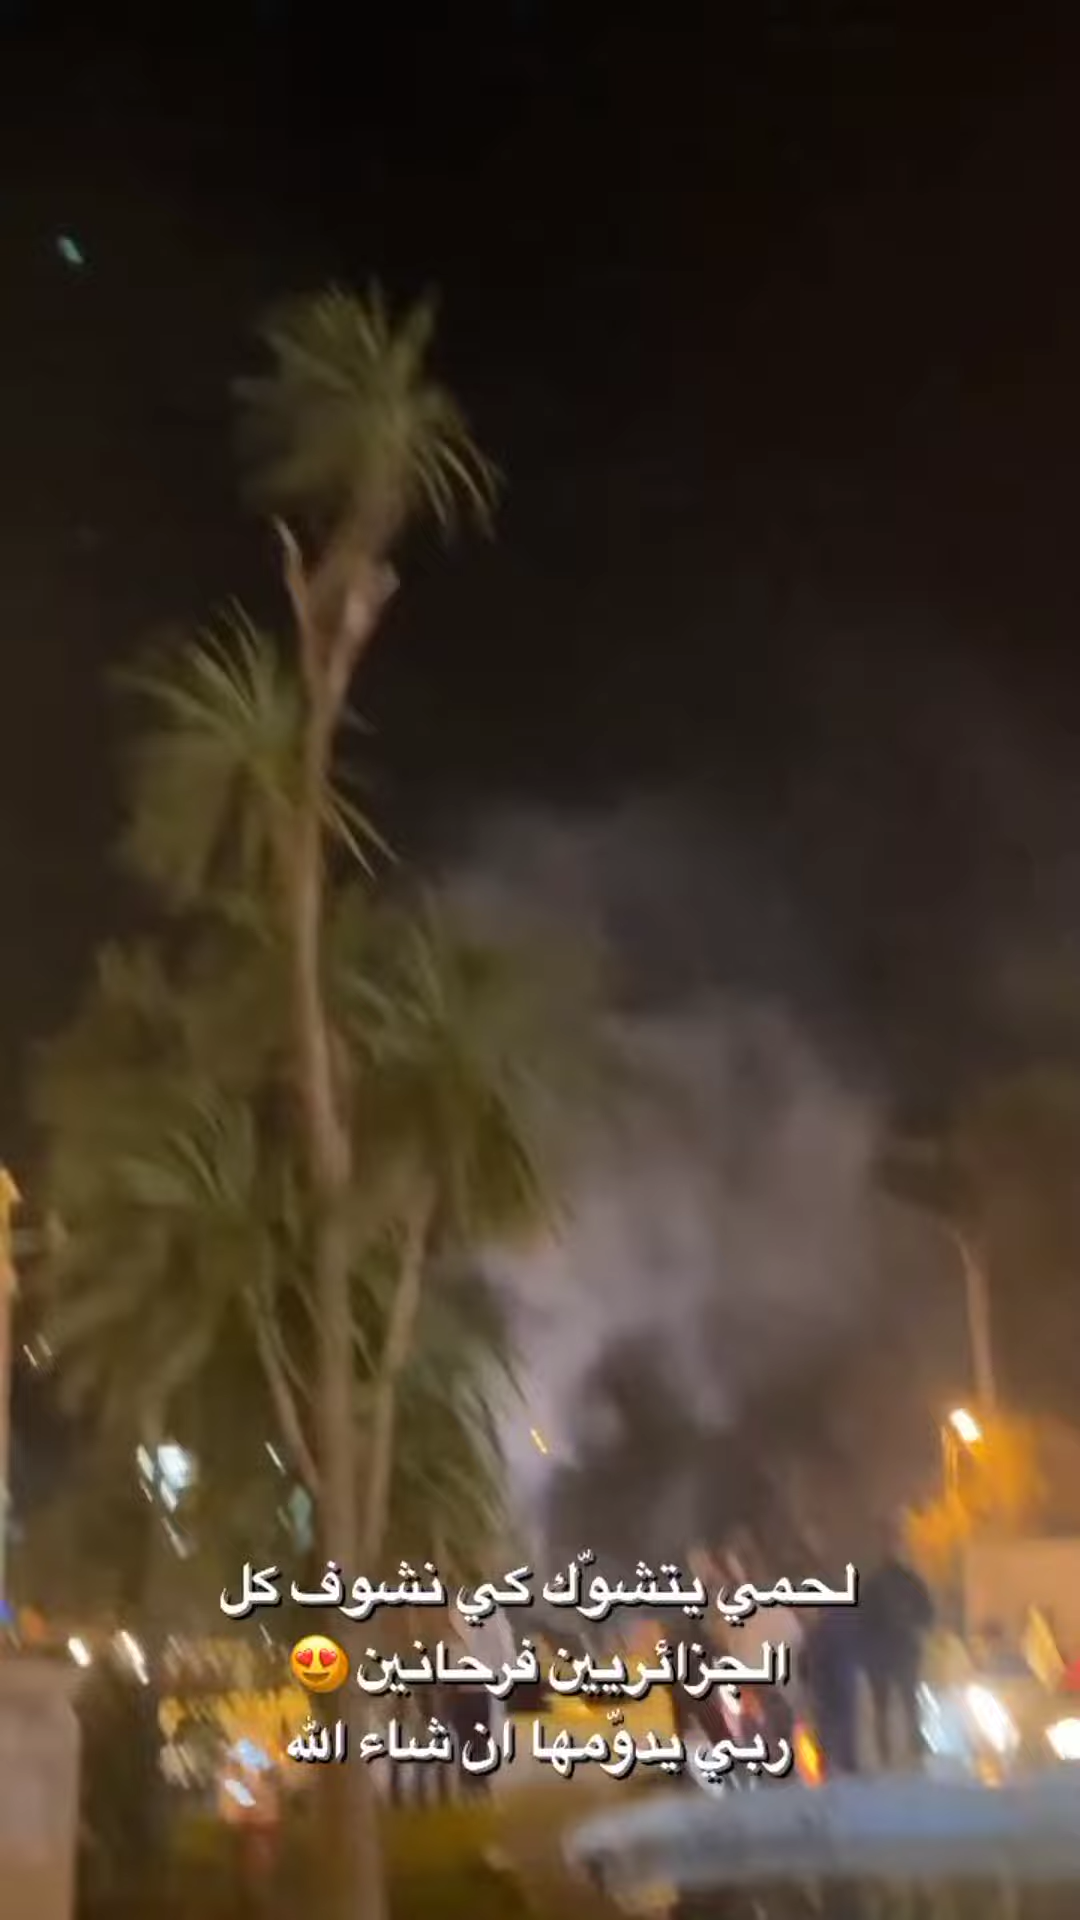 لحمي يتشوّك كي نشوف كل
الجزائريين فرحانين 😍
ربي يدوّمها ان شاء الله